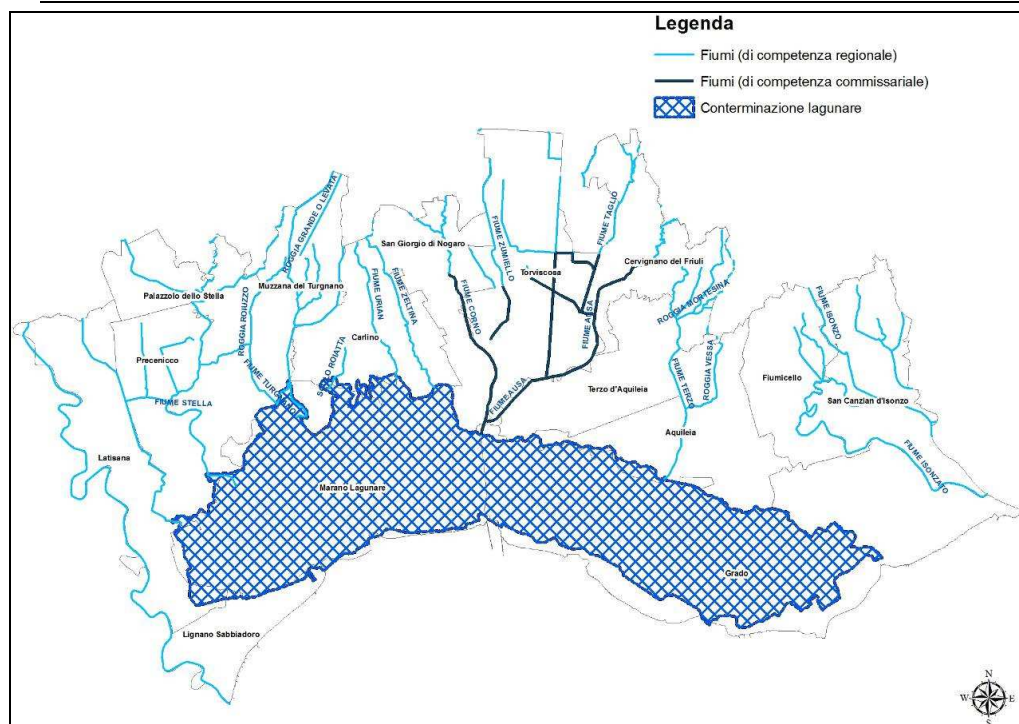 Legenda
Fiumi (di competenza regionale)
Fiumi (di competenza commissariale)
Conterminazione lagunare
ROGGIA GRANDE O LEVATA
FIUME TAGLIO
San Giorgio di Nogaro
FIUME ZUMIELLO
Torviscosa
Cervignano del Friuli
Muzzana del Turgnano
Palazzolo dello Stella
FIUME URIAN
FIUME ZELTINA
FIUME CORNO
FIUME AUSSA
ROGGIA MORTESINA
FIUME ISONZO
ROGGIA ROIUZZO
Carlino
Precenicco
ROIATTA
FIUME TURGNANO
FIUME STELLA
FIUME AUSA
Terzo d'Aquileia
FIUME TERZO
ROGGIA VESSA
Fiumicello
San Canzian d'Isonzo
Aquileia
FIUME ISONZATO
Latisana
Marano Lagunare
Grado
Lignano Sabbiadoro
N
W
E
S